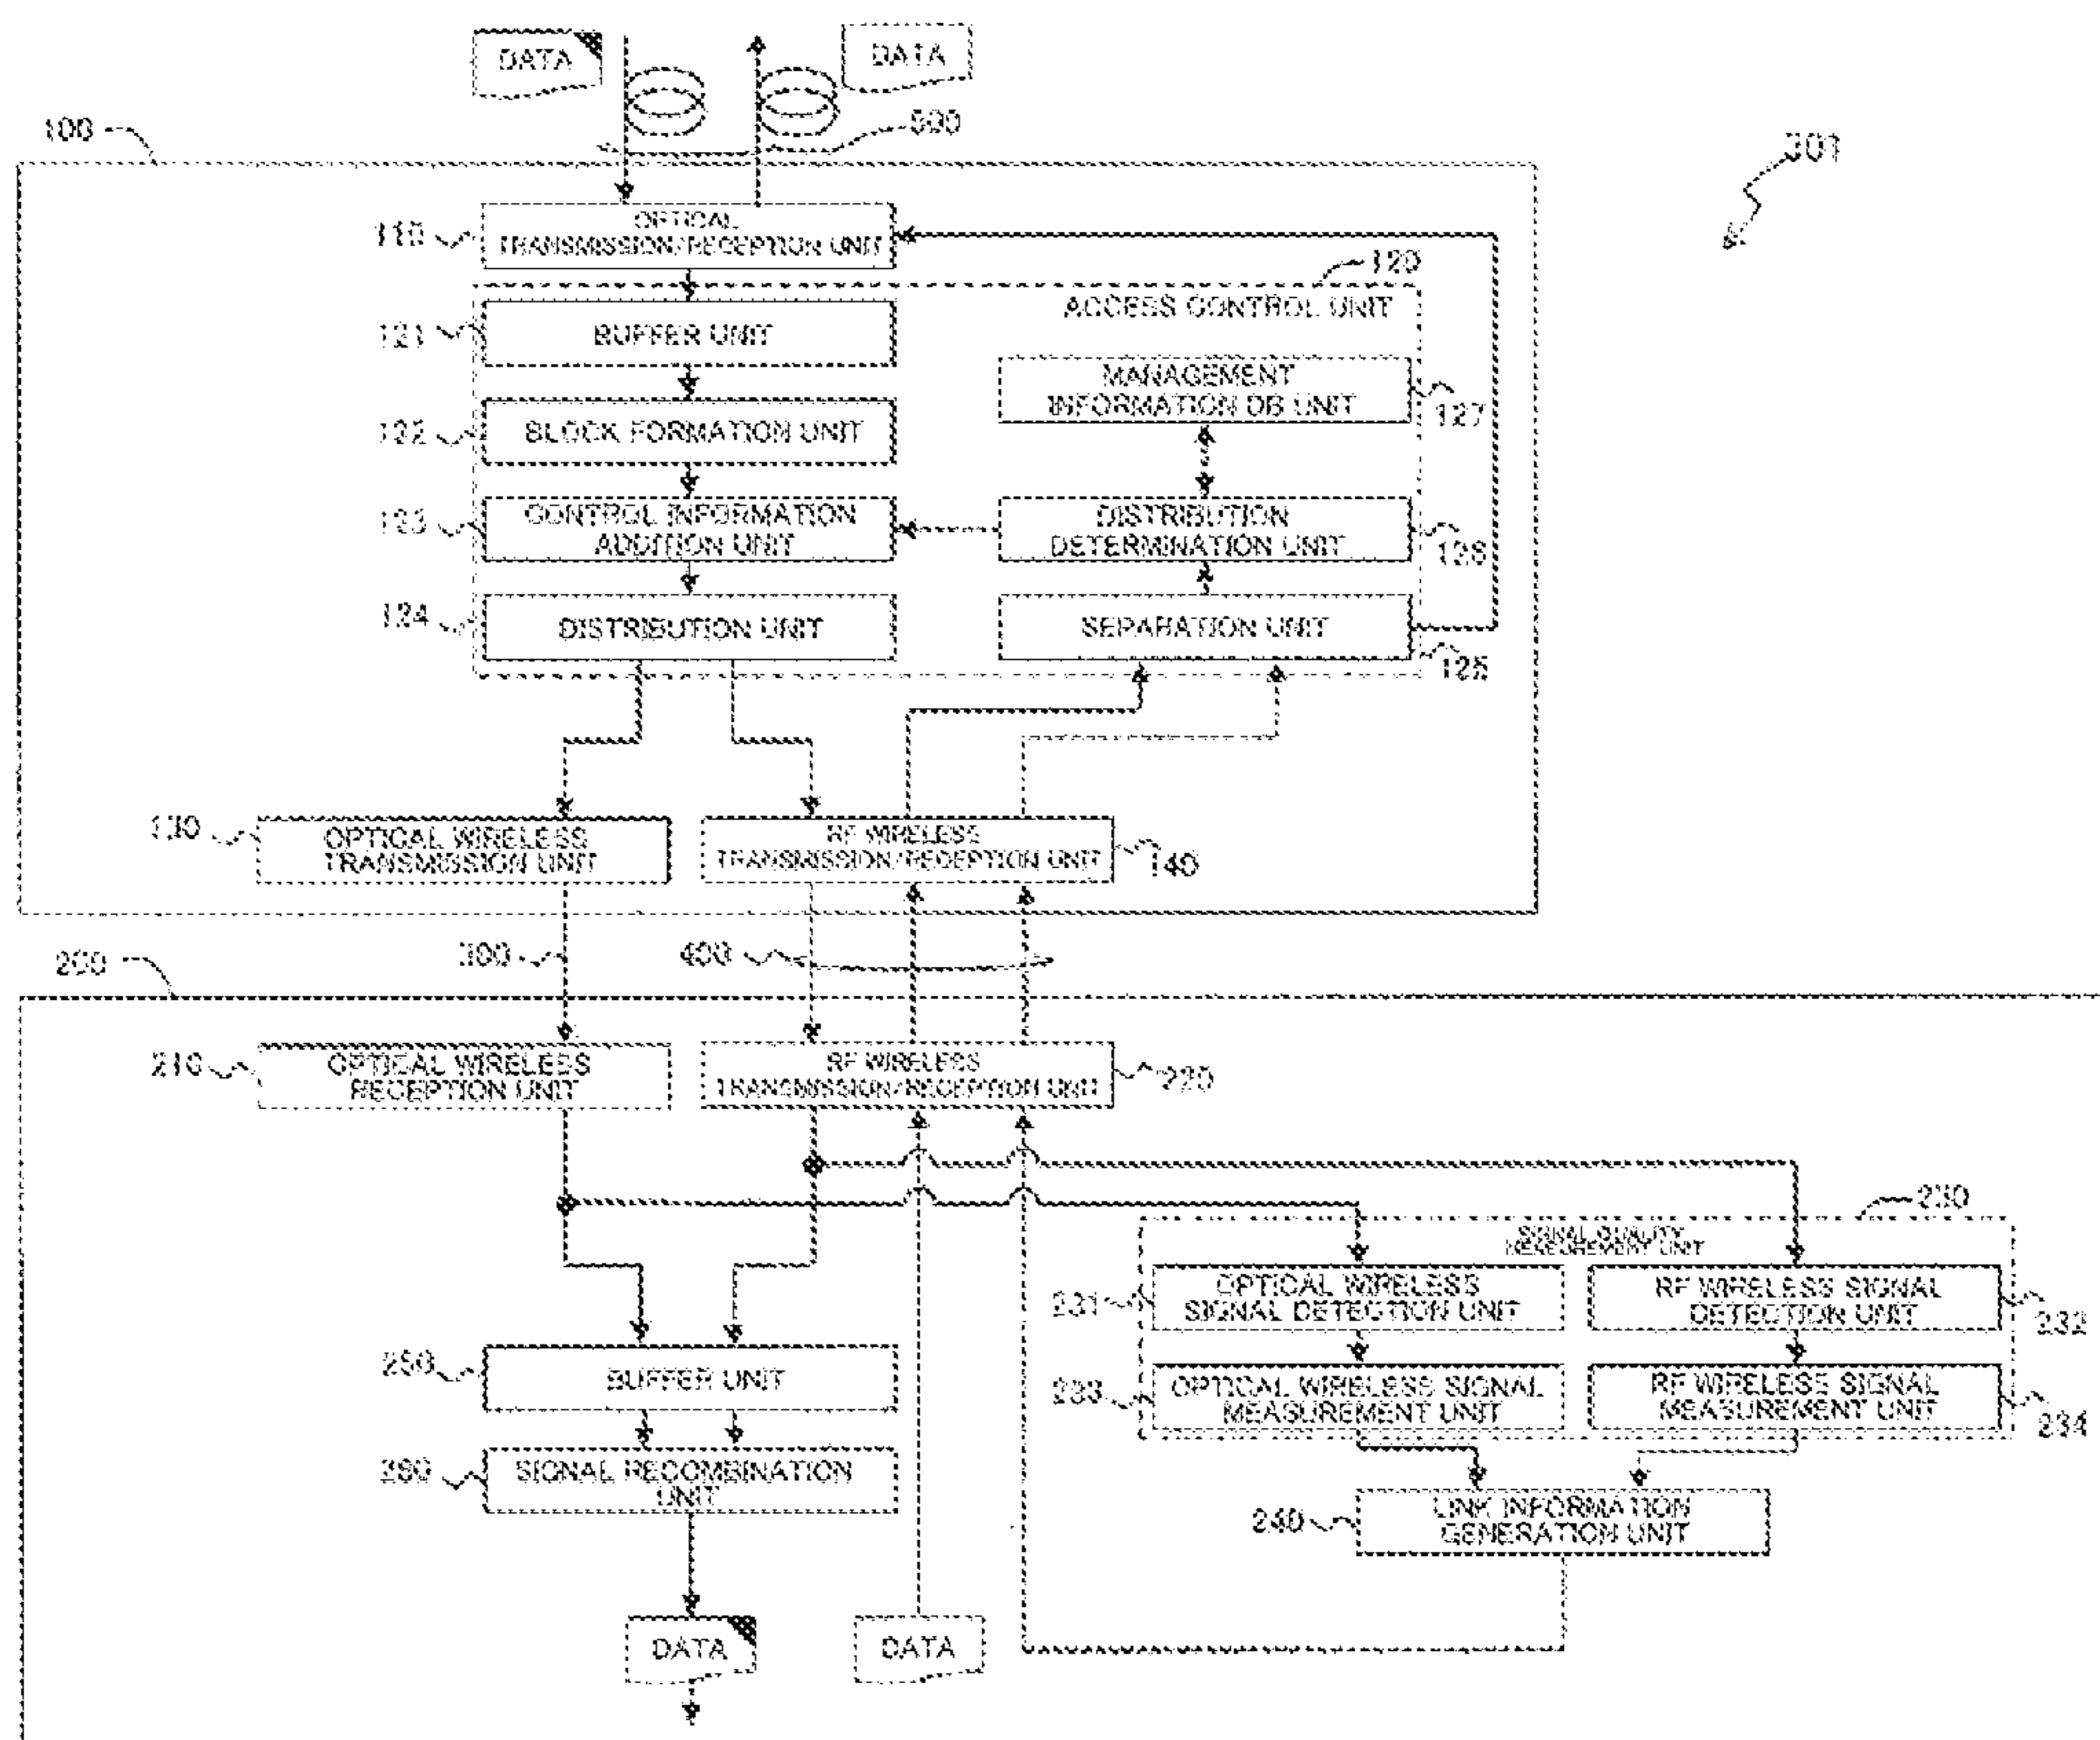 DATA
DATA
100
500
301
110
OPTICAL
TRANSMISSION/RECEPTION UNIT
120
ACCESS CONTROL UNIT
121
BUFFER UNIT
MANAGEMENT
INFORMATION DB UNIT
127
122
BLOCK FORMATION UNIT
123
CONTROL INFORMATION
ADDITION UNIT
DISTRIBUTION
DETERMINATION UNIT
126
124
DISTRIBUTION UNIT
SEPARATION UNIT
125
130
OPTICAL WIRELESS
TRANSMISSION UNIT
RF WIRELESS
TRANSMISSION/RECEPTION UNIT
140
200
300
400
210
OPTICAL WIRELESS
RECEPTION UNIT
RF WIRELESS
TRANSMISSION/RECEPTION UNIT
220
230
SIGNAL QUALITY
MEASUREMENT UNIT
231
OPTICAL WIRELESS
SIGNAL DETECTION UNIT
RF WIRELESS SIGNAL
DETECTION UNIT
232
250
BUFFER UNIT
233
OPTICAL WIRELESS SIGNAL
MEASUREMENT UNIT
RF WIRELESS SIGNAL
MEASUREMENT UNIT
234
260
SIGNAL RECOMBINATION
UNIT
240
LINK INFORMATION
GENERATION UNIT
DATA
DATA